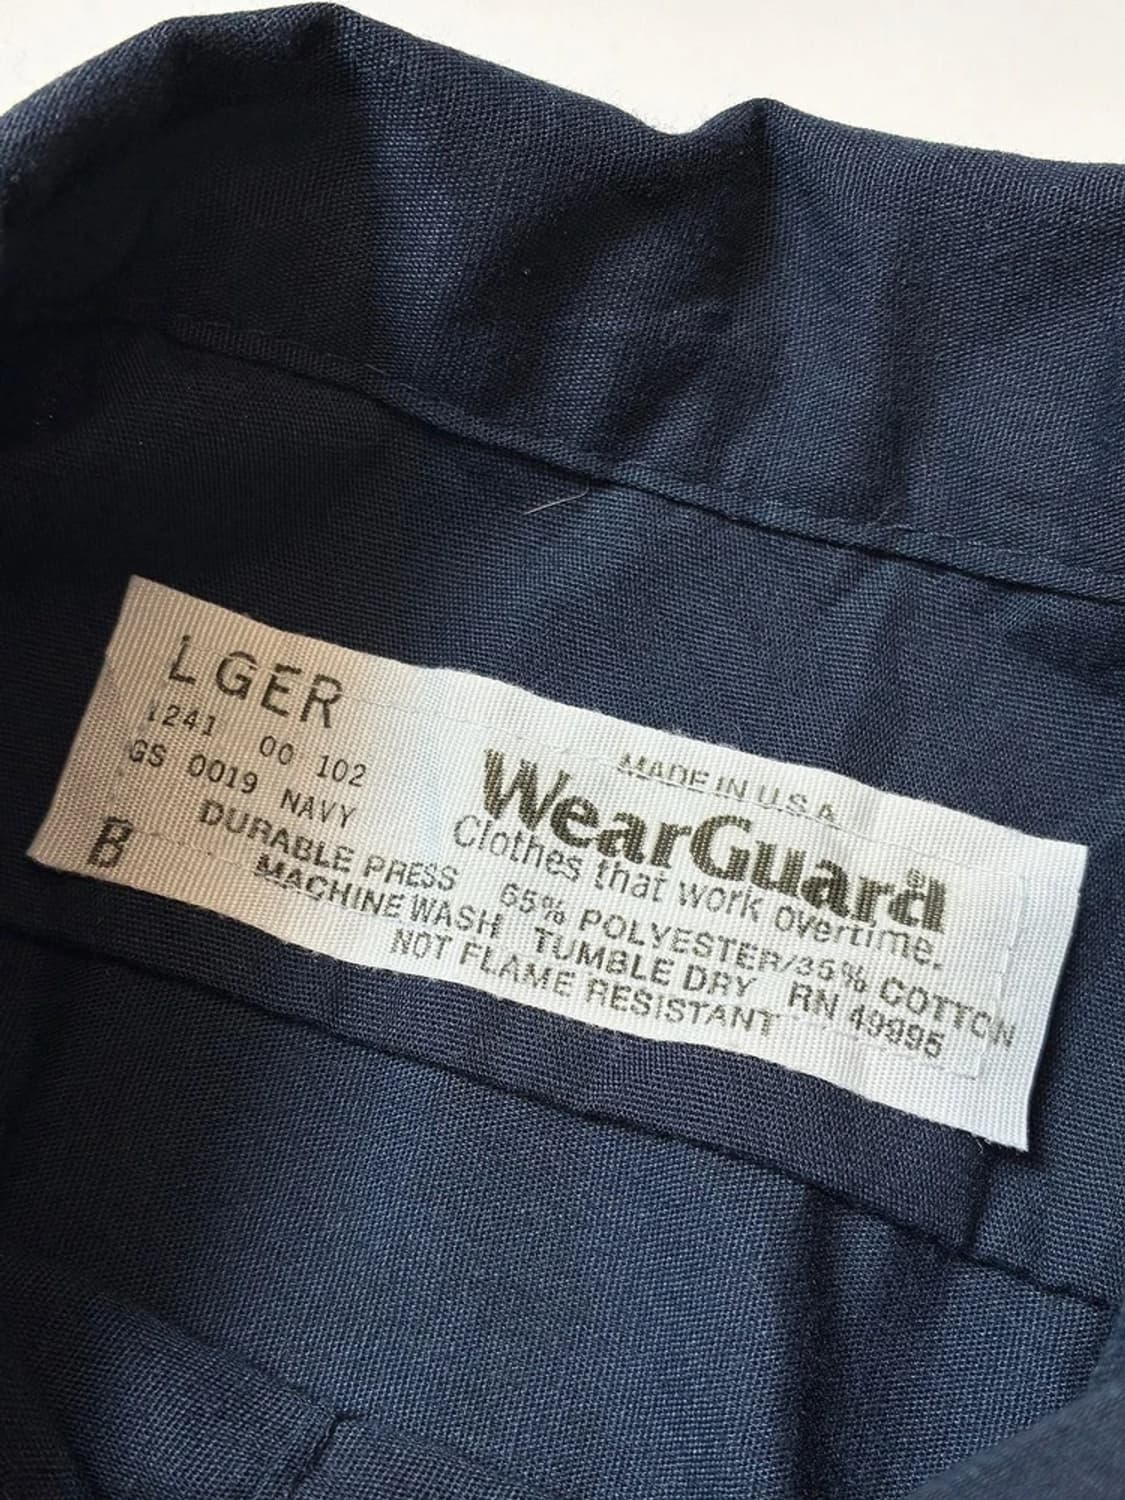 LGER
1241 00 102
GS 0019 NAVY
B
MADE IN U.S.A.
WearGuard®
Clothes that work overtime.
DURABLE PRESS 65% POLYESTER/35% COTTON
MACHINE WASH TUMBLE DRY RN 49995
NOT FLAME RESISTANT